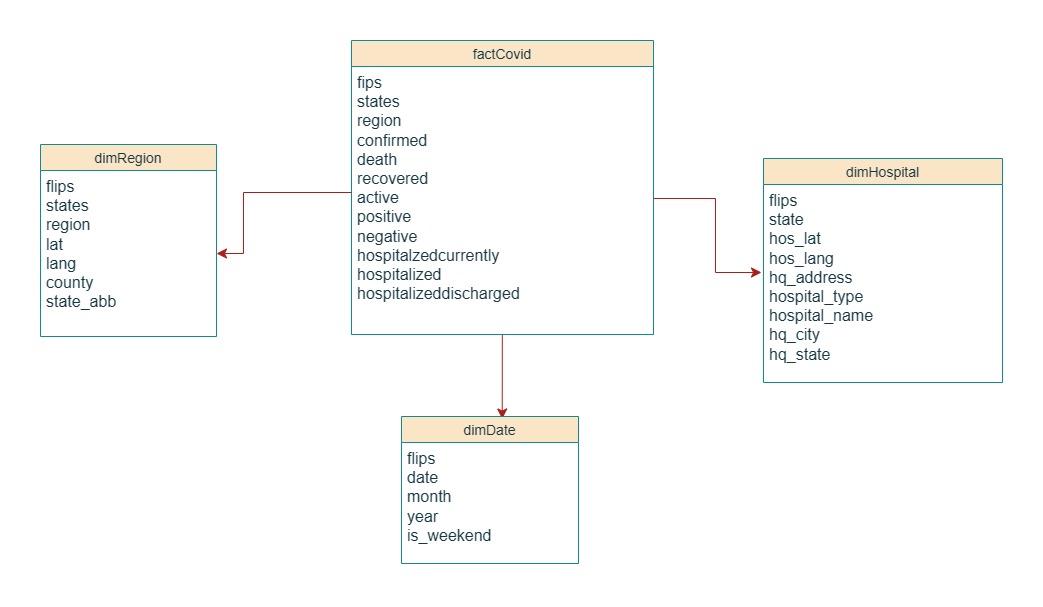 factCovid
fips
states
region
confirmed
death
recovered
active
positive
negative
hospitalzedcurrently
hospitalized
hospitalizeddischarged
dimRegion
flips
states
region
lat
lang
county
state_abb
dimHospital
flips
state
hos_lat
hos_lang
hq_address
hospital_type
hospital_name
hq_city
hq_state
dimDate
flips
date
month
year
is_weekend